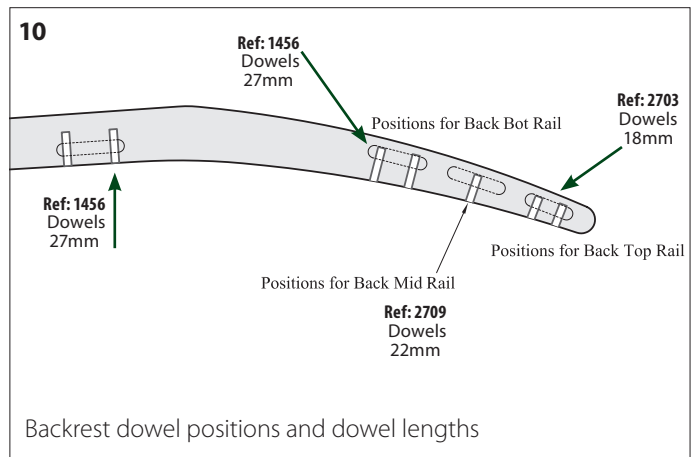 10
Ref: 1456
Dowels
27mm
Positions for Back Bot Rail
Ref: 2703
Dowels
18mm
Ref: 1456
Dowels
27mm
Positions for Back Top Rail
Positions for Back Mid Rail
Ref: 2709
Dowels
22mm
Backrest dowel positions and dowel lengths